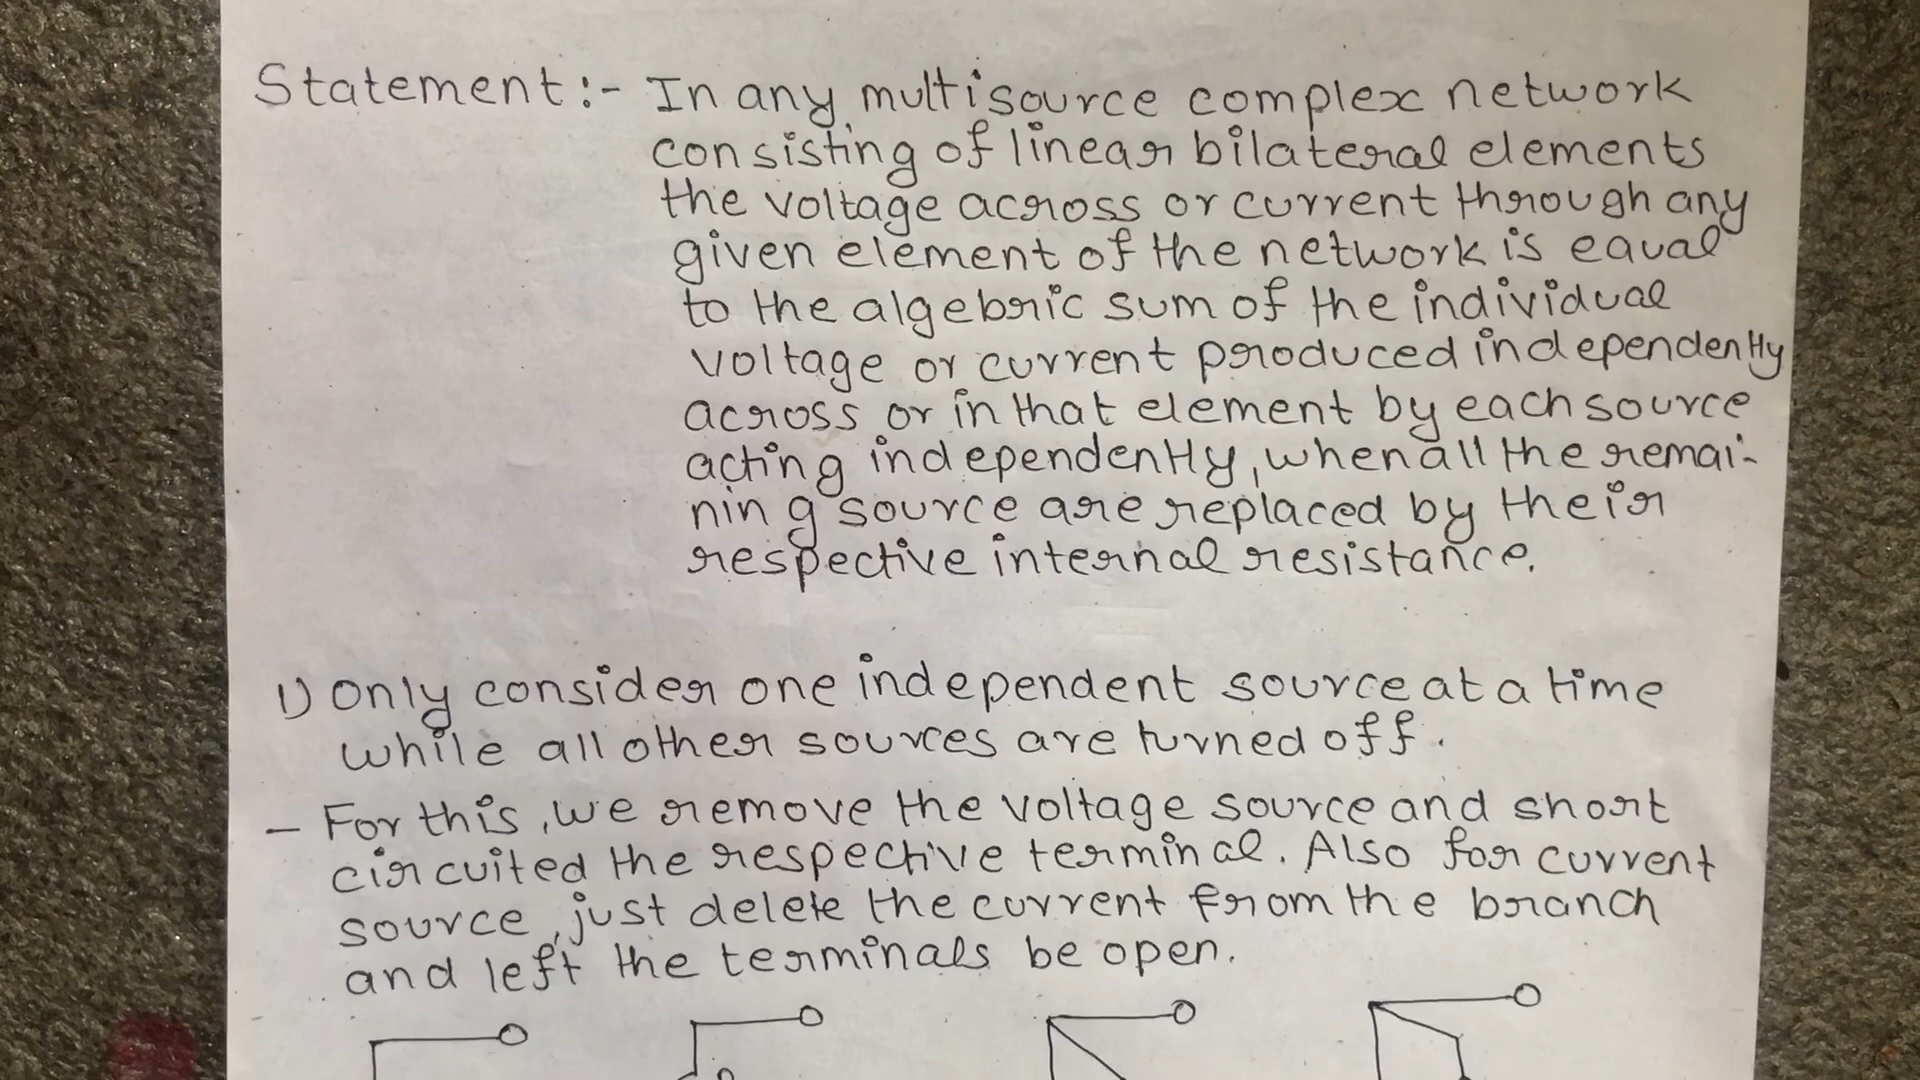 Statement:- In any multisource complex network
consisting of linear bilateral elements
the voltage across or current through any
given element of the network is eaual
to the algebric sum of the individual
voltage or current produced independently
across or in that element by each source
acting independently, when all the remai-
ning source are replaced by their
respective internal resistance.
1) Only consider one independent source at a time
while all other sources are turned off.
- For this, we remove the voltage source and short
circuited the respective terminal. Also for current
source, just delete the current from the branch
and left the terminals be open.